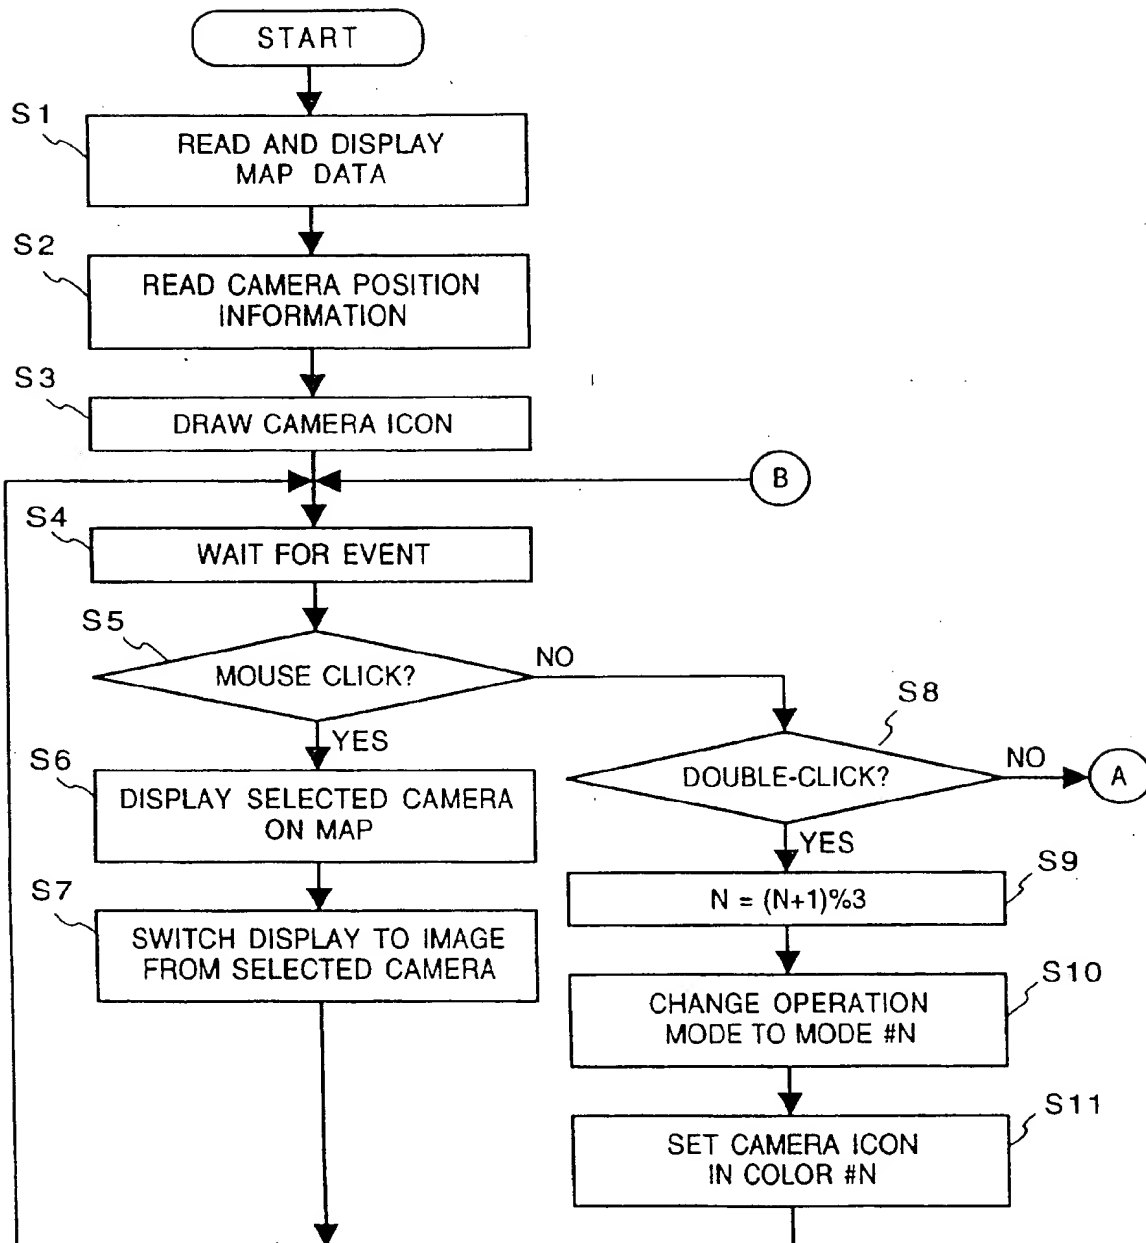 START
S1
READ AND DISPLAY
MAP DATA
S2
READ CAMERA POSITION
INFORMATION
S3
DRAW CAMERA ICON
B
S4
WAIT FOR EVENT
S5
MOUSE CLICK?
NO
YES
S8
DOUBLE-CLICK?
NO
A
YES
S6
DISPLAY SELECTED CAMERA
ON MAP
S7
SWITCH DISPLAY TO IMAGE
FROM SELECTED CAMERA
S9
N = (N+1)%3
S10
CHANGE OPERATION
MODE TO MODE #N
S11
SET CAMERA ICON
IN COLOR #N